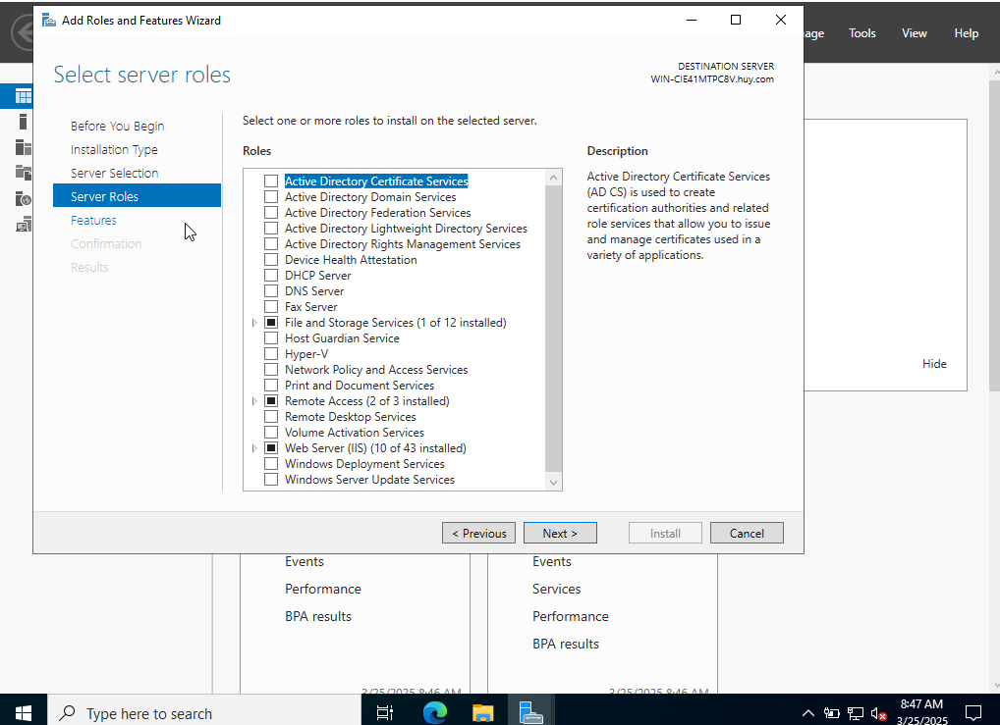 Add Roles and Features Wizard
Tools
View
Help
Select server roles
DESTINATION SERVER
WIN-CIE41MTPC8V.huy.com
Before You Begin
Installation Type
Server Selection
Server Roles
Features
Confirmation
Results
Select one or more roles to install on the selected server.
Roles
Active Directory Certificate Services
Active Directory Domain Services
Active Directory Federation Services
Active Directory Lightweight Directory Services
Active Directory Rights Management Services
Device Health Attestation
DHCP Server
DNS Server
Fax Server
File and Storage Services (1 of 12 installed)
Host Guardian Service
Hyper-V
Network Policy and Access Services
Print and Document Services
Remote Access (2 of 3 installed)
Remote Desktop Services
Volume Activation Services
Web Server (IIS) (10 of 43 installed)
Windows Deployment Services
Windows Server Update Services
Description
Active Directory Certificate Services
(AD CS) is used to create
certification authorities and related
role services that allow you to issue
and manage certificates used in a
variety of applications.
Hide
< Previous
Next >
Install
Cancel
Events
Performance
BPA results
3/25/2025 8:46 AM
Events
Services
Performance
BPA results
3/25/2025 8:46 AM
Type here to search
8:47 AM
3/25/2025